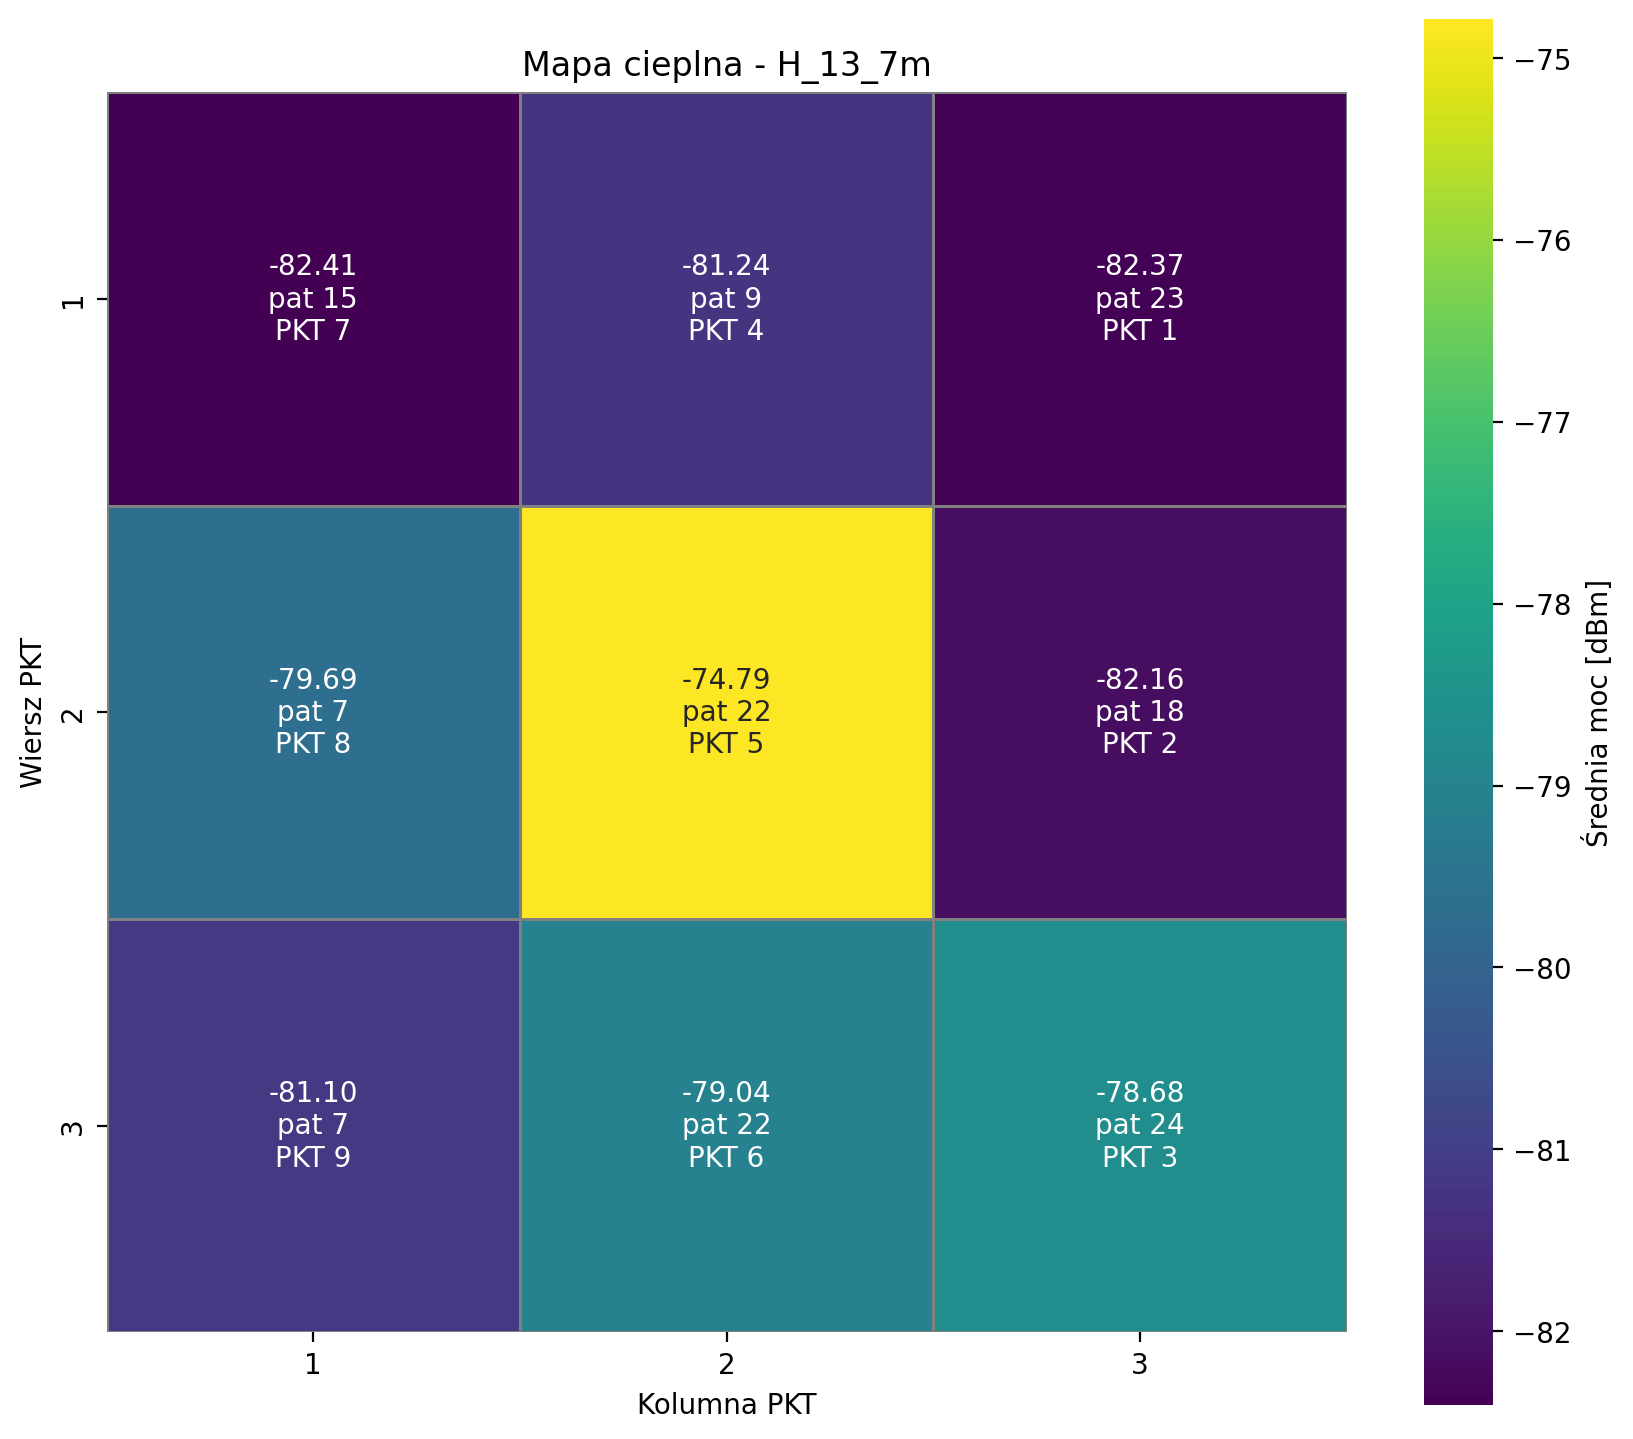 Mapa cieplna - H_13_7m
-82.41
pat 15
PKT 7
-81.24
pat 9
PKT 4
-82.37
pat 23
PKT 1
-79.69
pat 7
PKT 8
-74.79
pat 22
PKT 5
-82.16
pat 18
PKT 2
-81.10
pat 7
PKT 9
-79.04
pat 22
PKT 6
-78.68
pat 24
PKT 3
1
2
3
Wiersz PKT
1
2
3
Kolumna PKT
−75
−76
−77
−78
−79
−80
−81
−82
Średnia moc [dBm]